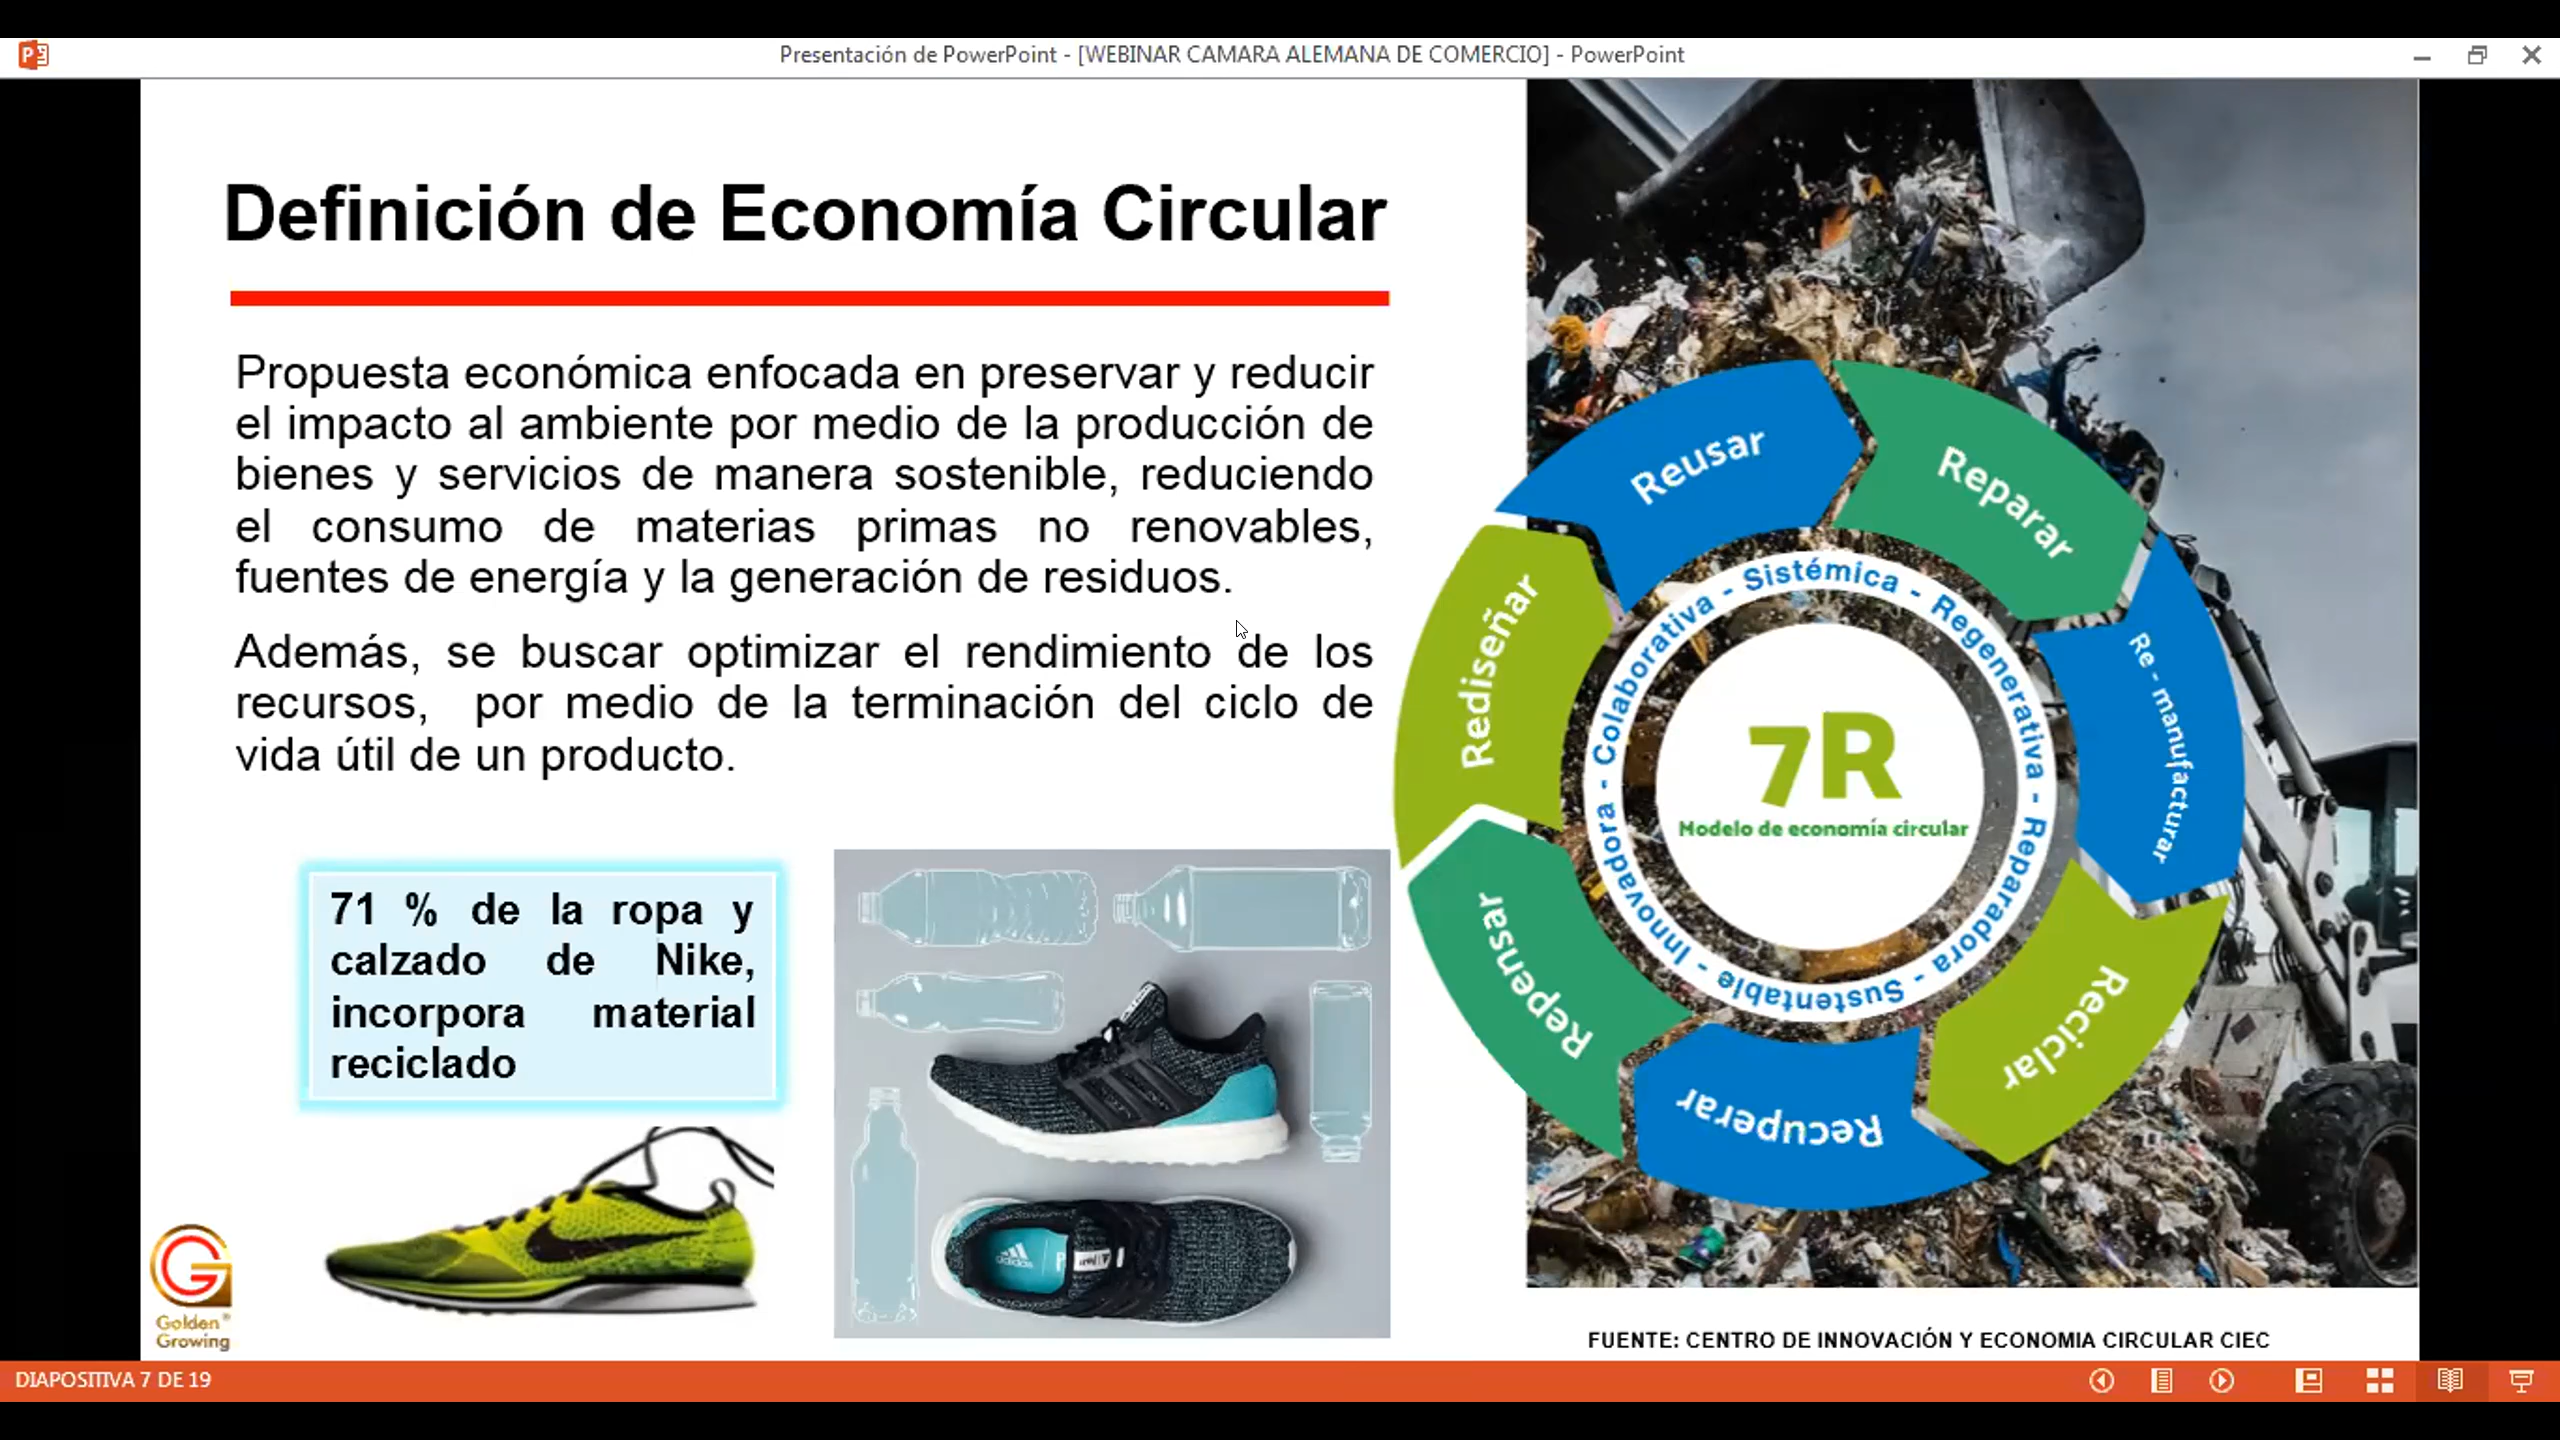 Presentación de PowerPoint - [WEBINAR CAMARA ALEMANA DE COMERCIO] - PowerPoint
Definición de Economía Circular
Propuesta económica enfocada en preservar y reducir
el impacto al ambiente por medio de la producción de
bienes y servicios de manera sostenible, reduciendo
el consumo de materias primas no renovables,
fuentes de energía y la generación de residuos.
Además, se buscar optimizar el rendimiento de los
recursos, por medio de la terminación del ciclo de
vida útil de un producto.
71 % de la ropa y
calzado de Nike,
incorpora material
reciclado
adidas
Golden®
Growing
Reusar
Reparar
Re - manufacturar
Reciclar
Recuperar
Repensar
Rediseñar
Sistémica - Regenerativa - Reparadora - Sustentable - Innovadora - Colaborativa -
7R
Modelo de economía circular
FUENTE: CENTRO DE INNOVACIÓN Y ECONOMIA CIRCULAR CIEC
DIAPOSITIVA 7 DE 19